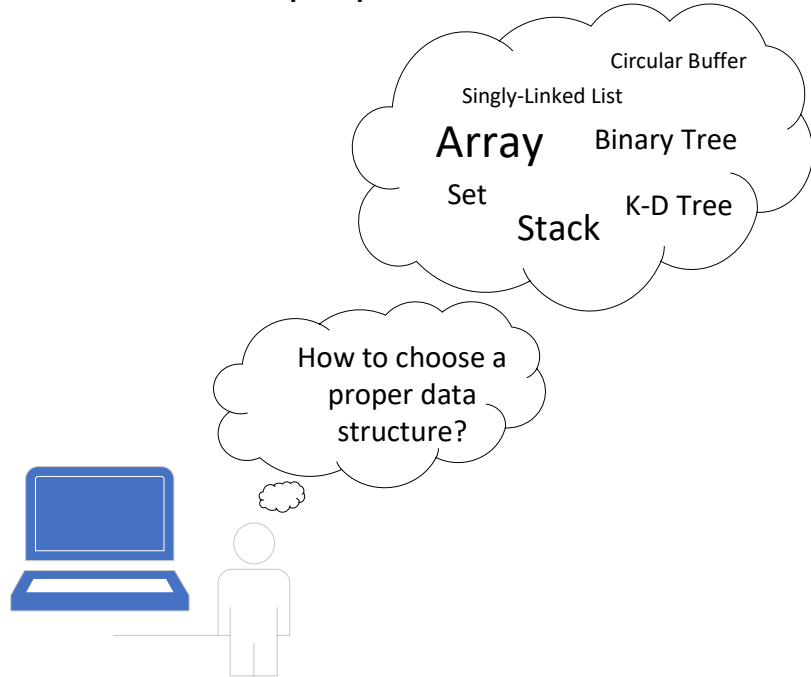 Circular Buffer
Singly-Linked List
Array Binary Tree
Set K-D Tree
Stack
How to choose a
proper data
structure?